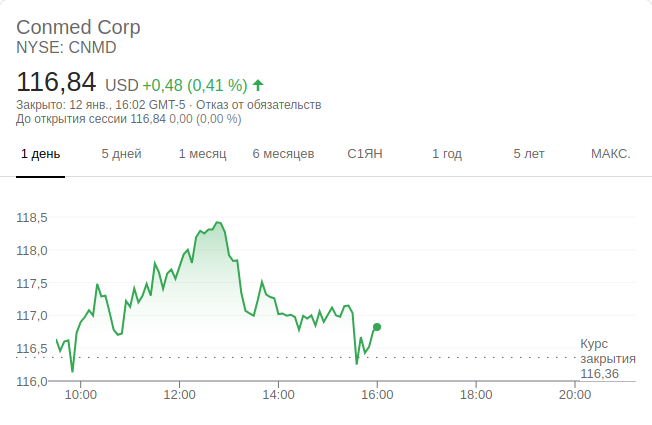 Conmed Corp
NYSE: CNMD
116,84 USD +0,48 (0,41 %)
Закрыто: 12 янв., 16:02 GMT-5 · Отказ от обязательств
До открытия сессии 116,84 0,00 (0,00 %)
1 день 5 дней 1 месяц 6 месяцев С1ЯН 1 год 5 лет МАКС.
118,5
118,0
117,5
117,0
116,5
116,0
Курс
закрытия
116,36
10:00 12:00 14:00 16:00 18:00 20:00